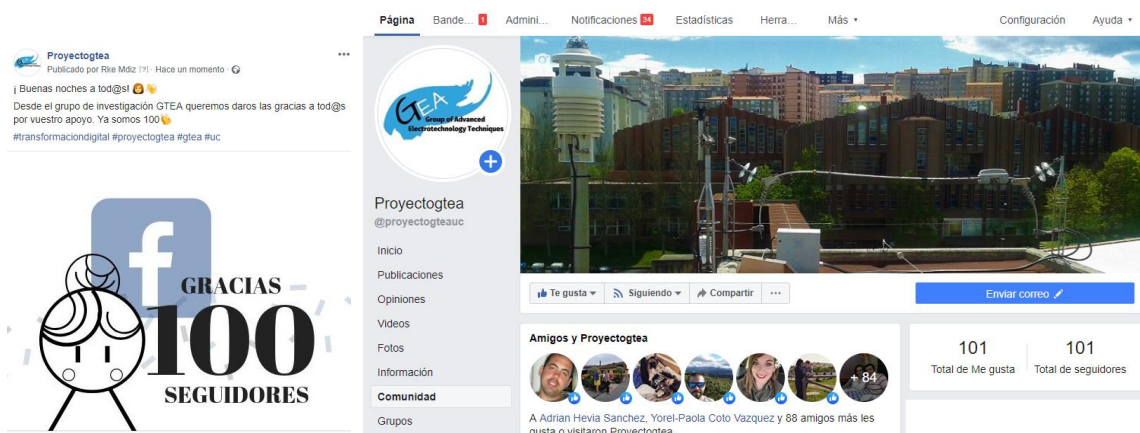 Proyectogtea
Publicado por Rke Mdiz [?] · Hace un momento ·
¡ Buenas noches a tod@s!
Desde el grupo de investigación GTEA queremos daros las gracias a tod@s
por vuestro apoyo. Ya somos 100
#transformaciondigital #proyectogtea #gtea #uc
GRACIAS
100
SEGUIDORES
Página Bande... 1 Admini... Notificaciones 34 Estadísticas Herra... Más Configuración Ayuda
GTEA
Group of Advanced
Electrotechnology Techniques
Proyectogtea
@proyectogteauc
Inicio
Publicaciones
Opiniones
Videos
Fotos
Información
Comunidad
Grupos
Te gusta Siguiendo Compartir ...
Enviar correo
Amigos y Proyectogtea
+ 84
A Adrian Hevia Sanchez, Yorel-Paola Coto Vazquez y 88 amigos más les
gusta o visitaron Proyectogtea
101 101
Total de Me gusta Total de seguidores